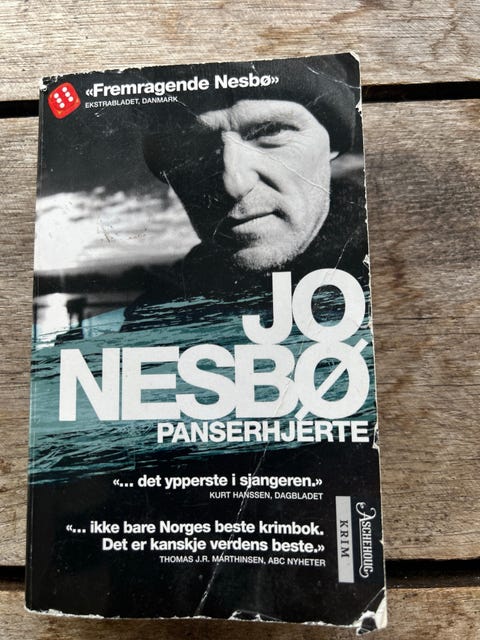 «Fremragende Nesbø»
EKSTRABLADET, DANMARK
JO
NESBØ
PANSERHJERTE
«... det ypperste i sjangeren.»
KURT HANSSEN, DAGBLADET
«... ikke bare Norges beste krimbok.
Det er kanskje verdens beste.»
THOMAS J.R. MARTHINSEN, ABC NYHETER
KRIM
ASCHEHOUG